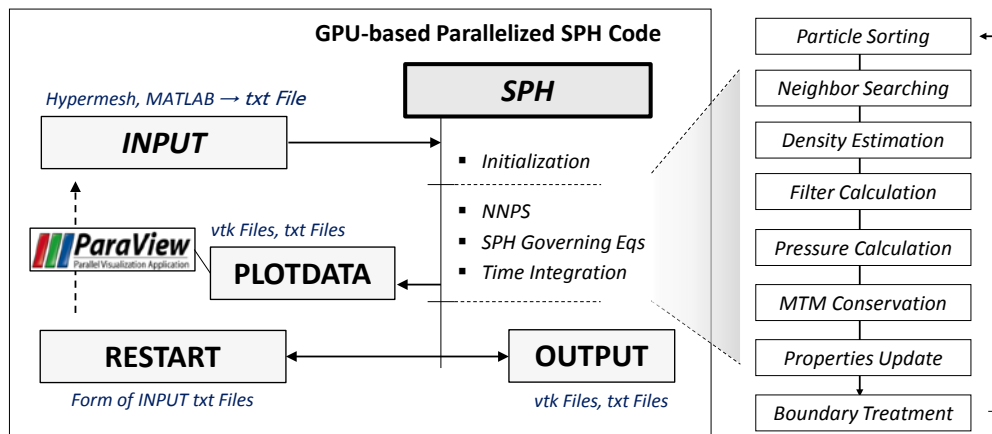 GPU-based Parallelized SPH Code
Hypermesh, MATLAB → txt File
SPH
INPUT
▪ Initialization
▪ NNPS
▪ SPH Governing Eqs
▪ Time Integration
vtk Files, txt Files
ParaView
Parallel Visualization Application
PLOTDATA
RESTART
OUTPUT
Form of INPUT txt Files
vtk Files, txt Files
Particle Sorting
Neighbor Searching
Density Estimation
Filter Calculation
Pressure Calculation
MTM Conservation
Properties Update
Boundary Treatment